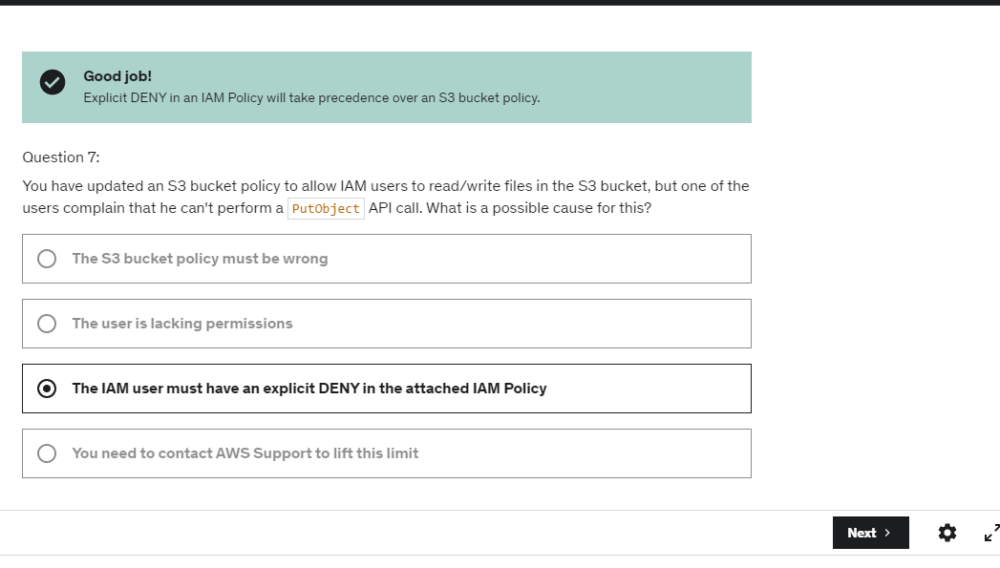 Good job!
Explicit DENY in an IAM Policy will take precedence over an S3 bucket policy.
Question 7:
You have updated an S3 bucket policy to allow IAM users to read/write files in the S3 bucket, but one of the
users complain that he can't perform a PutObject API call. What is a possible cause for this?
The S3 bucket policy must be wrong
The user is lacking permissions
The IAM user must have an explicit DENY in the attached IAM Policy
You need to contact AWS Support to lift this limit
Next